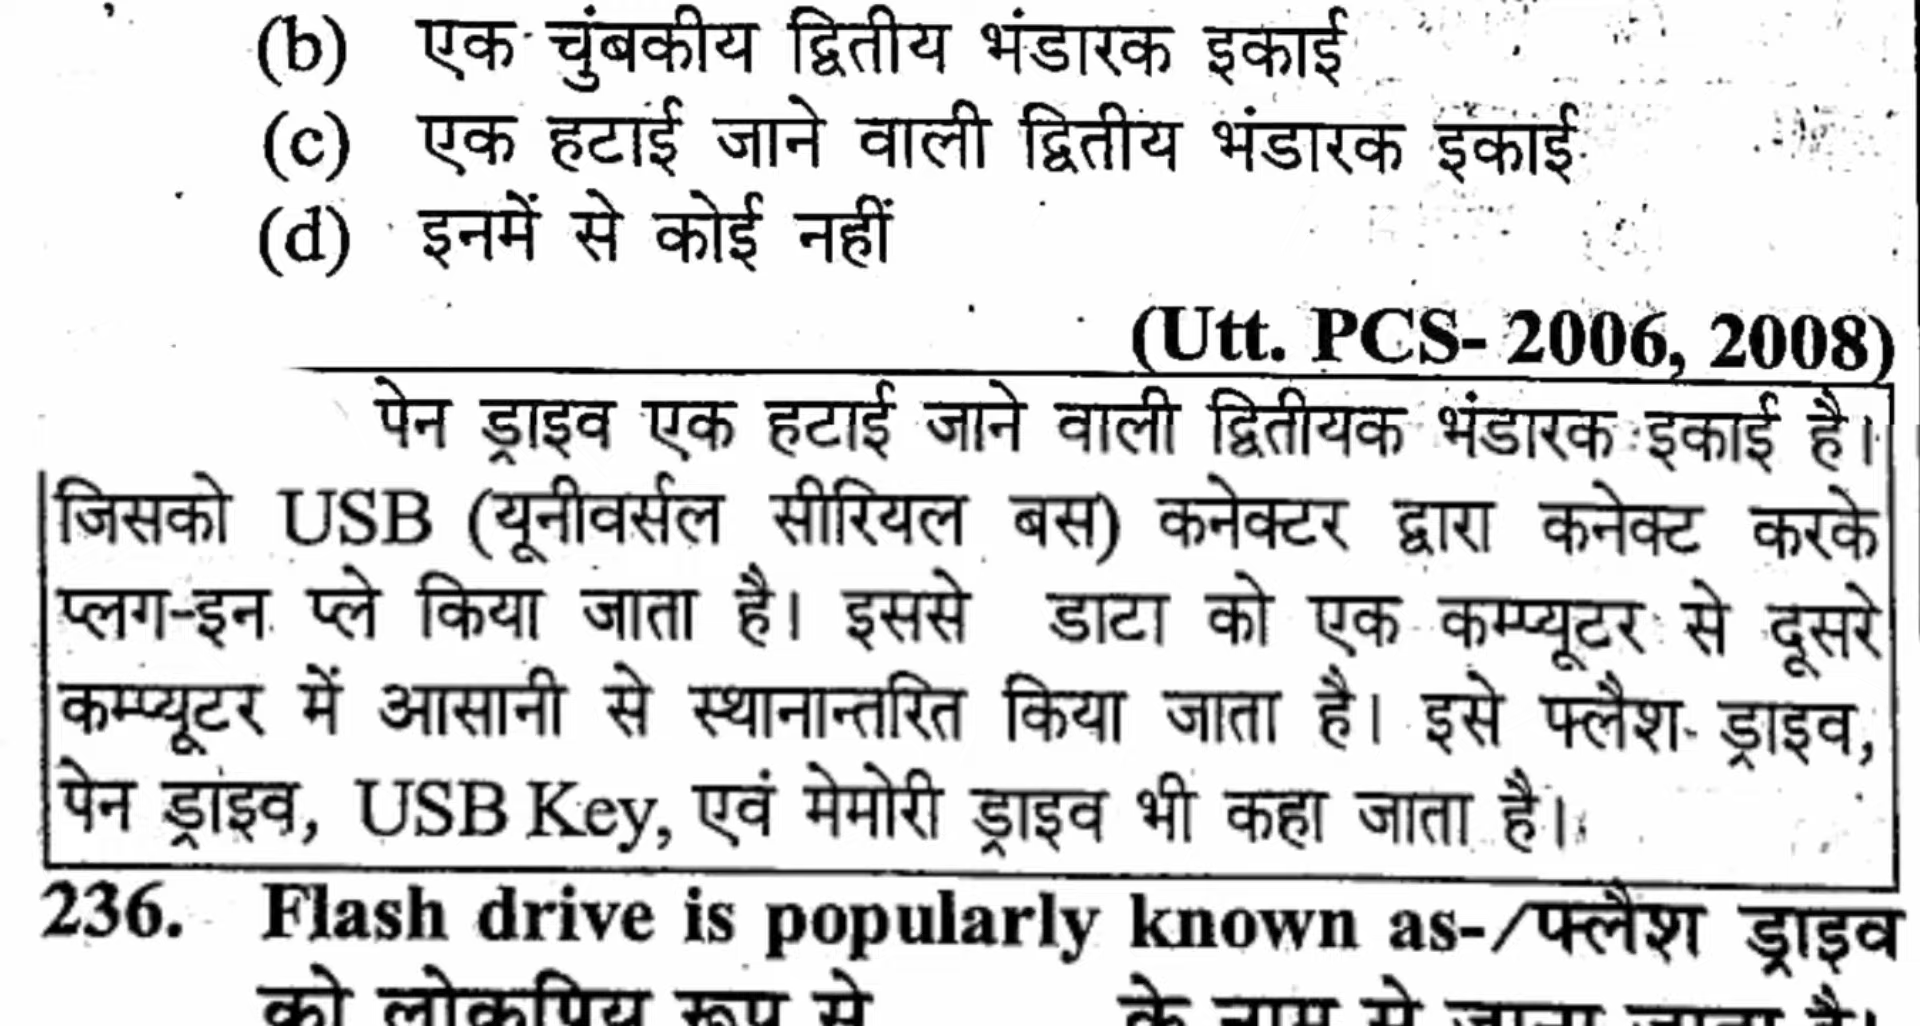 (b) एक चुंबकीय द्वितीय भंडारक इकाई
(c) एक हटाई जाने वाली द्वितीय भंडारक इकाई
(d) इनमें से कोई नहीं
(Utt. PCS- 2006, 2008)
पेन ड्राइव एक हटाई जाने वाली द्वितीयक भंडारक इकाई है।
जिसको USB (यूनीवर्सल सीरियल बस) कनेक्टर द्वारा कनेक्ट करके
प्लग-इन प्ले किया जाता है। इससे डाटा को एक कम्प्यूटर से दूसरे
कम्प्यूटर में आसानी से स्थानान्तरित किया जाता है। इसे फ्लैश ड्राइव,
पेन ड्राइव, USB Key, एवं मेमोरी ड्राइव भी कहा जाता है।
236. Flash drive is popularly known as-/फ्लैश ड्राइव
को लोकप्रिय रूप से के नाम से जाना जाता है।